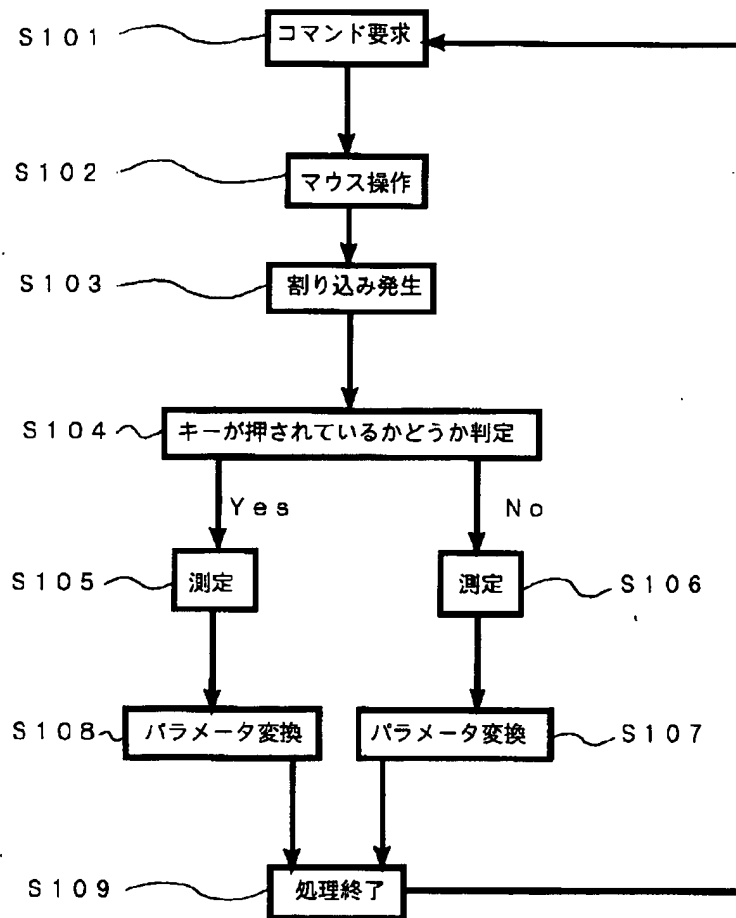 S101 コマンド要求
S102 マウス操作
S103 割り込み発生
S104 キーが押されているかどうか判定
Yes No
S105 測定 測定 S106
S108 パラメータ変換 パラメータ変換 S107
S109 処理終了